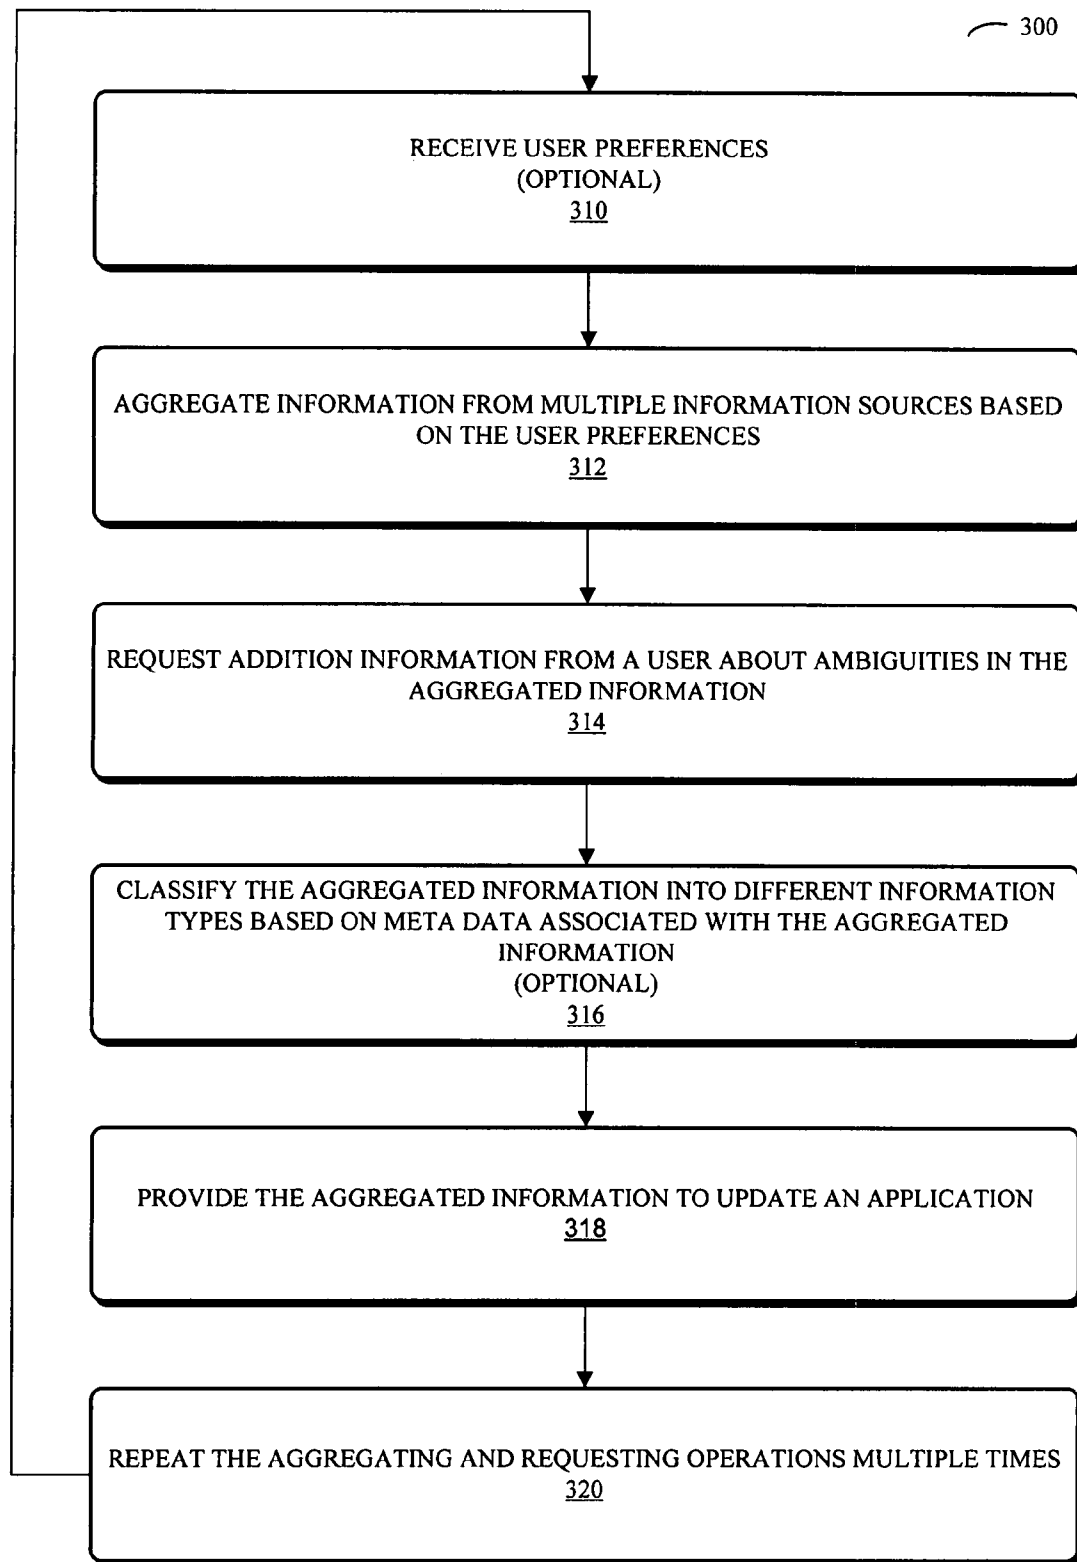 300
RECEIVE USER PREFERENCES
(OPTIONAL)
310
AGGREGATE INFORMATION FROM MULTIPLE INFORMATION SOURCES BASED
ON THE USER PREFERENCES
312
REQUEST ADDITION INFORMATION FROM A USER ABOUT AMBIGUITIES IN THE
AGGREGATED INFORMATION
314
CLASSIFY THE AGGREGATED INFORMATION INTO DIFFERENT INFORMATION
TYPES BASED ON META DATA ASSOCIATED WITH THE AGGREGATED
INFORMATION
(OPTIONAL)
316
PROVIDE THE AGGREGATED INFORMATION TO UPDATE AN APPLICATION
318
REPEAT THE AGGREGATING AND REQUESTING OPERATIONS MULTIPLE TIMES
320